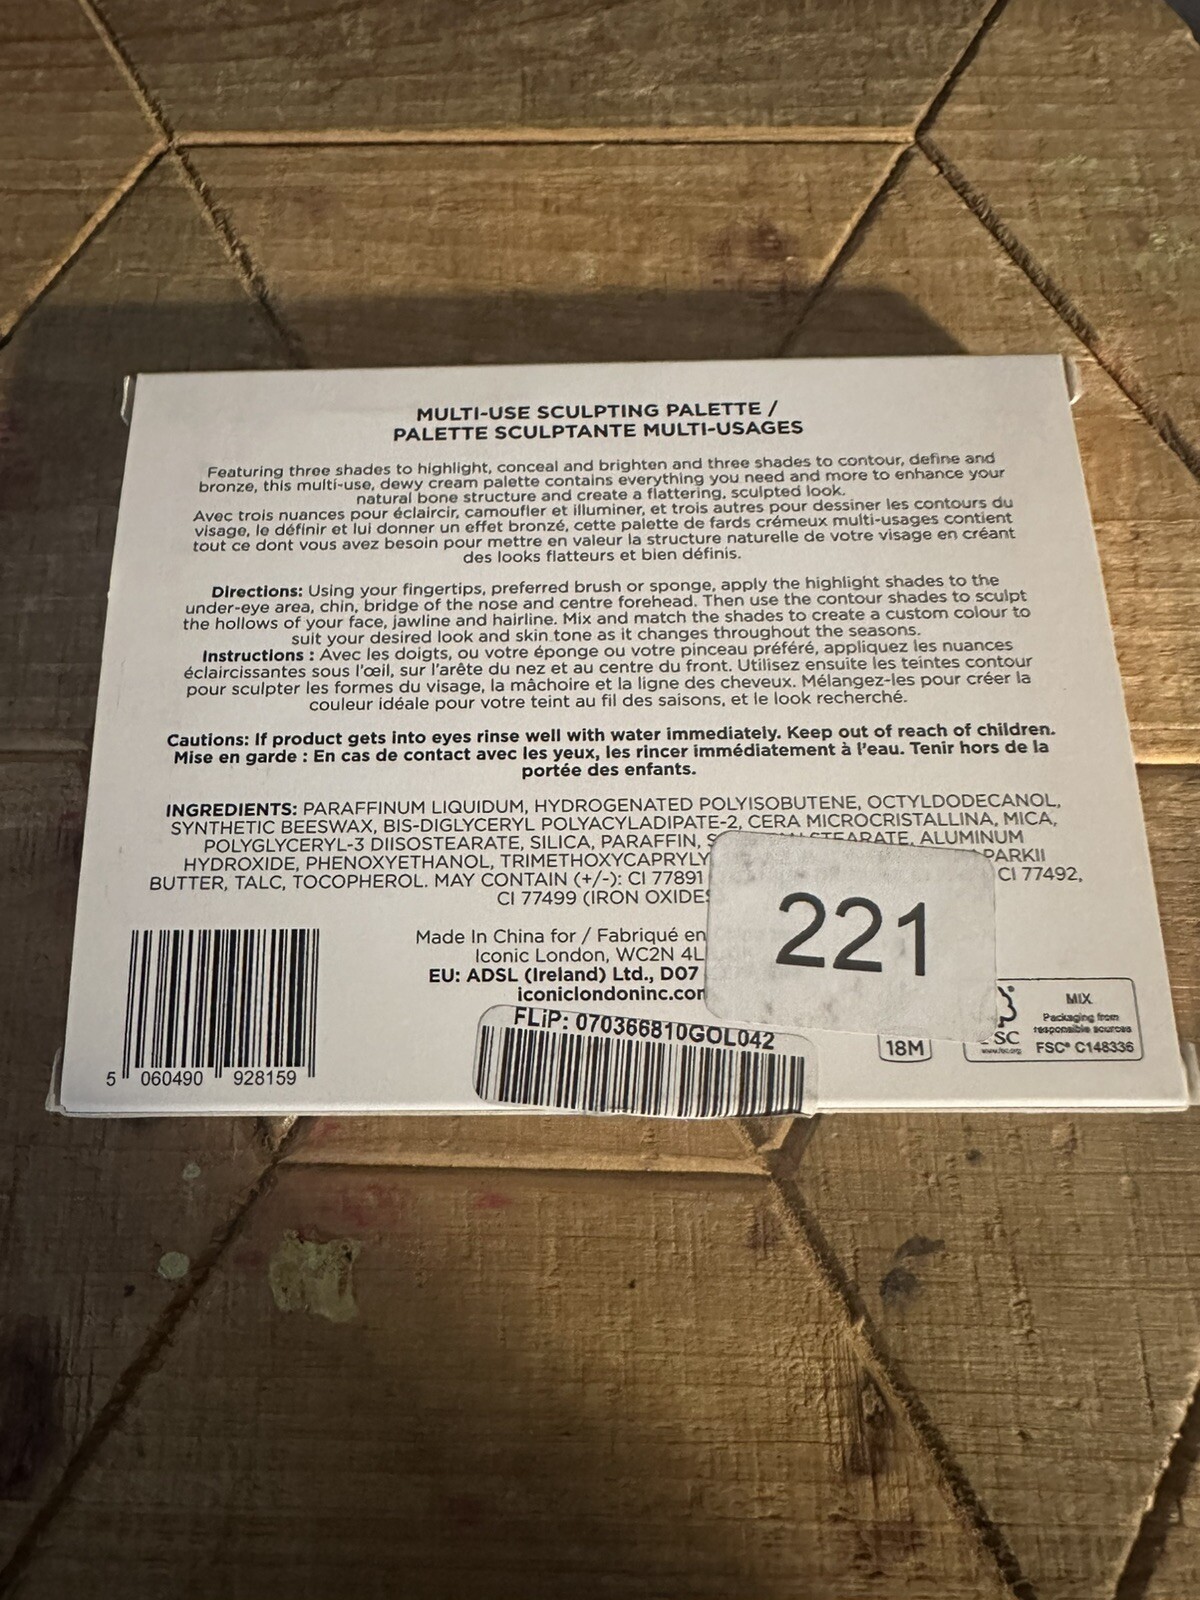 MULTI-USE SCULPTING PALETTE /
PALETTE SCULPTANTE MULTI-USAGES
Featuring three shades to highlight, conceal and brighten and three shades to contour, define and
bronze, this multi-use, dewy cream palette contains everything you need and more to enhance your
natural bone structure and create a flattering, sculpted look.
Avec trois nuances pour éclaircir, camoufler et illuminer, et trois autres pour dessiner les contours du
visage, le définir et lui donner un effet bronzé, cette palette de fards crémeux multi-usages contient
tout ce dont vous avez besoin pour mettre en valeur la structure naturelle de votre visage en créant
des looks flatteurs et bien définis.
Directions: Using your fingertips, preferred brush or sponge, apply the highlight shades to the
under-eye area, chin, bridge of the nose and centre forehead. Then use the contour shades to sculpt
the hollows of your face, jawline and hairline. Mix and match the shades to create a custom colour to
suit your desired look and skin tone as it changes throughout the seasons.
Instructions : Avec les doigts, ou votre éponge ou votre pinceau préféré, appliquez les nuances
éclaircissantes sous l'œil, sur l'arête du nez et au centre du front. Utilisez ensuite les teintes contour
pour sculpter les formes du visage, la mâchoire et la ligne des cheveux. Mélangez-les pour créer la
couleur idéale pour votre teint au fil des saisons, et le look recherché.
Cautions: If product gets into eyes rinse well with water immediately. Keep out of reach of children.
Mise en garde : En cas de contact avec les yeux, les rincer immédiatement à l'eau. Tenir hors de la
portée des enfants.
INGREDIENTS: PARAFFINUM LIQUIDUM, HYDROGENATED POLYISOBUTENE, OCTYLDODECANOL,
SYNTHETIC BEESWAX, BIS-DIGLYCERYL POLYACYLADIPATE-2, CERA MICROCRISTALLINA, MICA,
POLYGLYCERYL-3 DIISOSTEARATE, SILICA, PARAFFIN, STEARATE, ALUMINUM
HYDROXIDE, PHENOXYETHANOL, TRIMETHOXYCAPRYLY PARKII
BUTTER, TALC, TOCOPHEROL. MAY CONTAIN (+/-): CI 77891 CI 77492,
CI 77499 (IRON OXIDES
Made In China for / Fabriqué en
Iconic London, WC2N 4L
EU: ADSL (Ireland) Ltd., D07
iconiclondoninc.com
221
FLiP: 070366810GOL042
5 060490 928159
18M
FSC
www.fsc.org
MIX
Packaging from
responsible sources
FSC® C148336